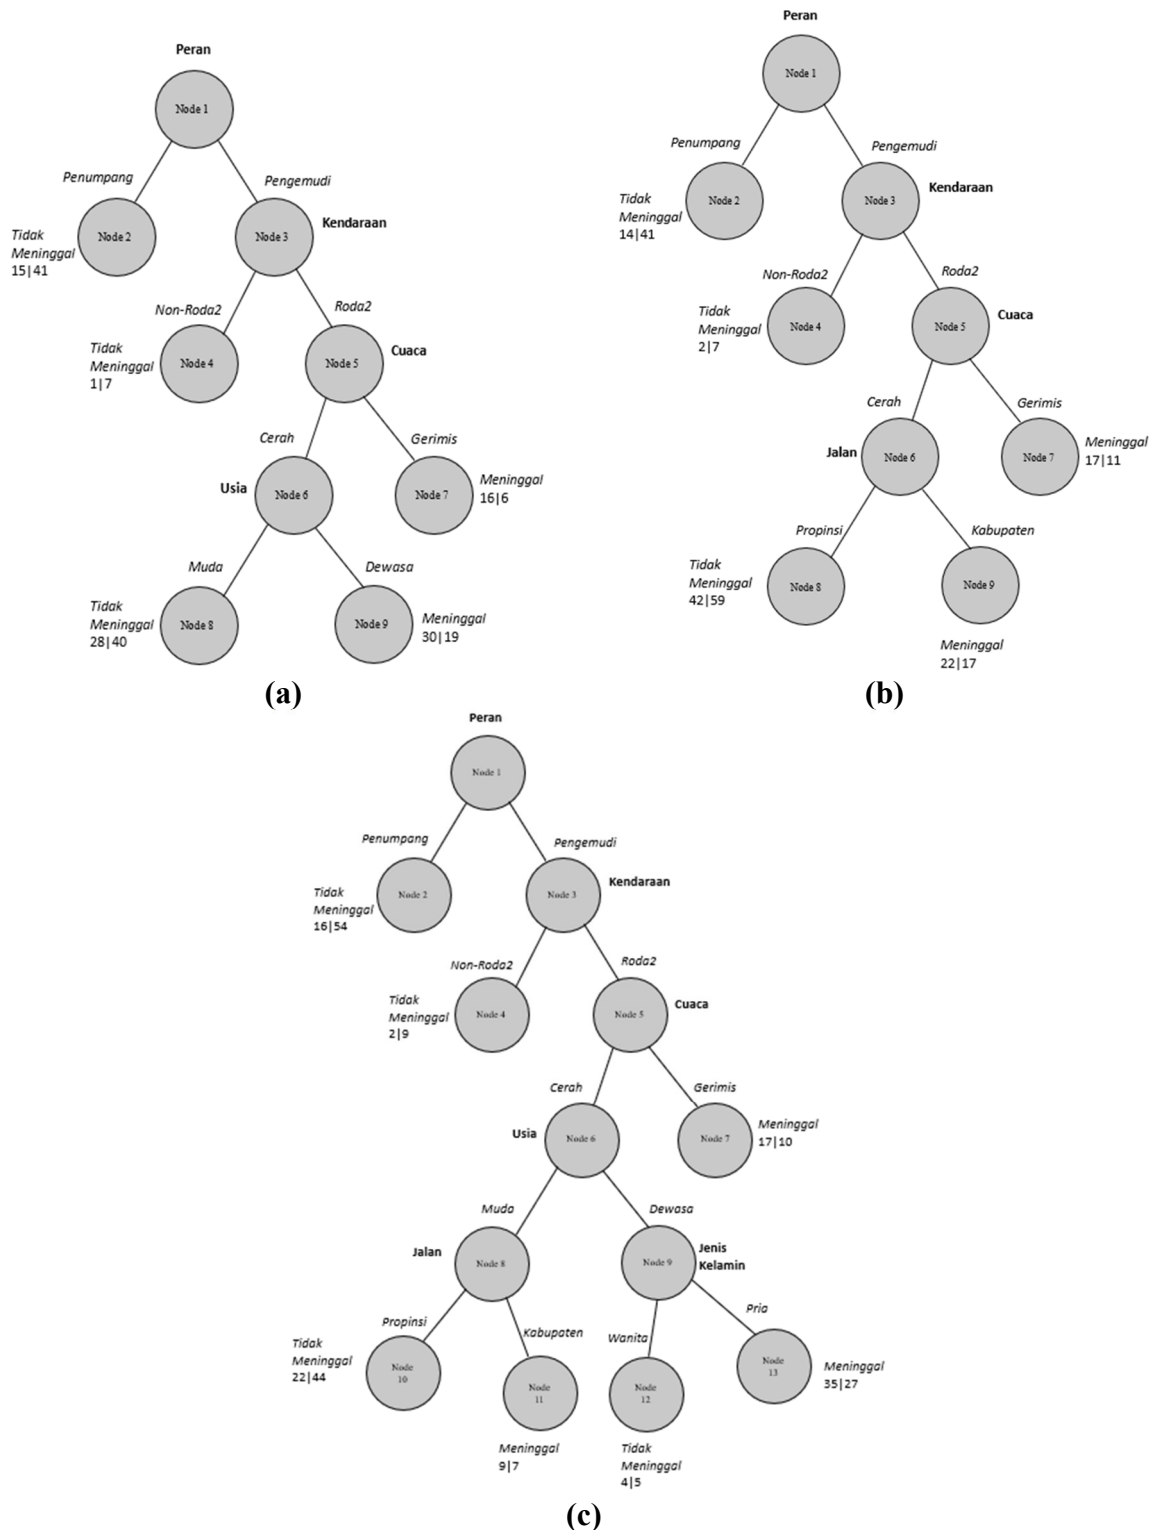 Peran
Node 1
Penumpang
Pengemudi
Tidak
Meninggal
15|41
Node 2
Node 3
Kendaraan
Non-Roda2
Roda2
Tidak
Meninggal
1|7
Node 4
Node 5
Cuaca
Cerah
Gerimis
Usia
Node 6
Node 7
Meninggal
16|6
Muda
Dewasa
Tidak
Meninggal
28|40
Node 8
Node 9
Meninggal
30|19
(a)
Peran
Node 1
Penumpang
Pengemudi
Tidak
Meninggal
14|41
Node 2
Node 3
Kendaraan
Non-Roda2
Roda2
Tidak
Meninggal
2|7
Node 4
Node 5
Cuaca
Cerah
Gerimis
Jalan
Node 6
Node 7
Meninggal
17|11
Propinsi
Kabupaten
Tidak
Meninggal
42|59
Node 8
Node 9
Meninggal
22|17
(b)
Peran
Node 1
Penumpang
Pengemudi
Tidak
Meninggal
16|54
Node 2
Node 3
Kendaraan
Non-Roda2
Roda2
Tidak
Meninggal
2|9
Node 4
Node 5
Cuaca
Cerah
Gerimis
Usia
Node 6
Node 7
Meninggal
17|10
Muda
Dewasa
Jalan
Node 8
Node 9
Jenis
Kelamin
Propinsi
Kabupaten
Wanita
Pria
Tidak
Meninggal
22|44
Node
10
Node
11
Node
12
Node
13
Meninggal
35|27
Meninggal
9|7
Tidak
Meninggal
4|5
(c)